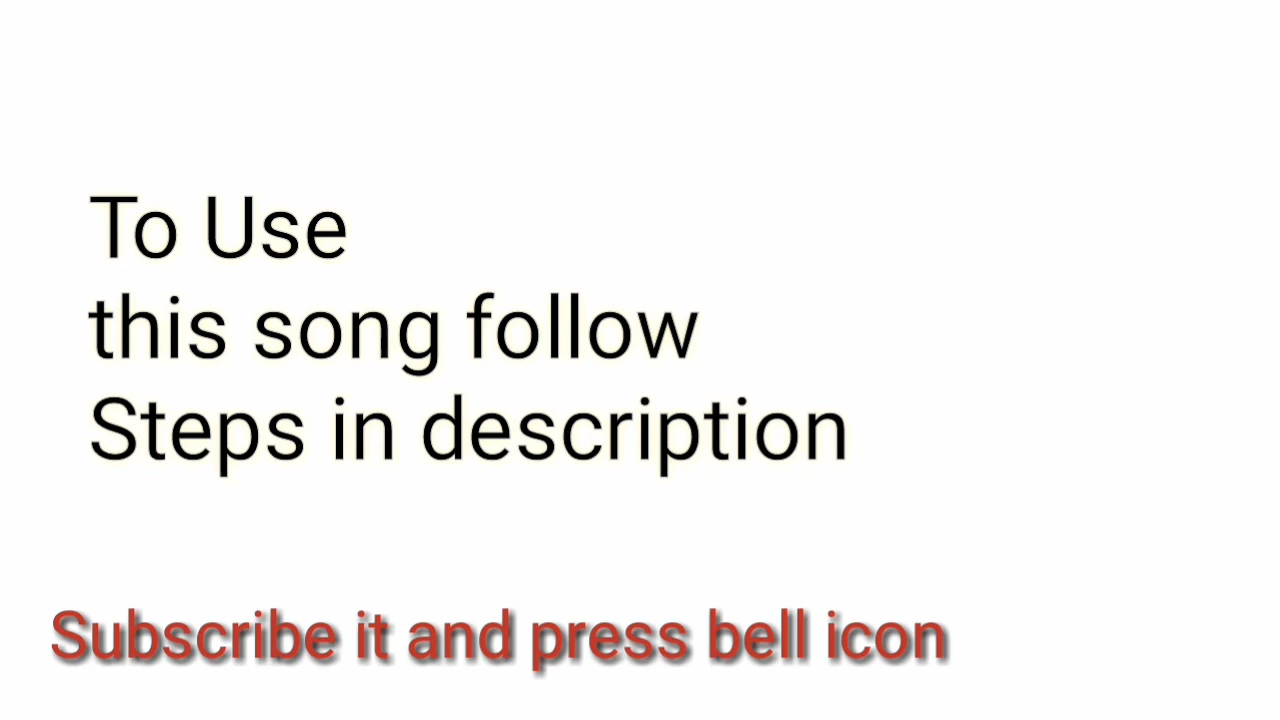 To Use
this song follow
Steps in description
Subscribe it and press bell icon